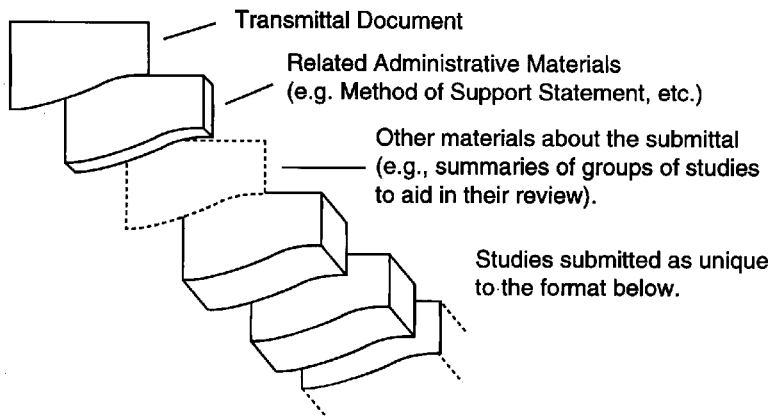 Transmittal Document
Related Administrative Materials
(e.g. Method of Support Statement, etc.)
Other materials about the submittal
(e.g., summaries of groups of studies
to aid in their review).
Studies submitted as unique
to the format below.